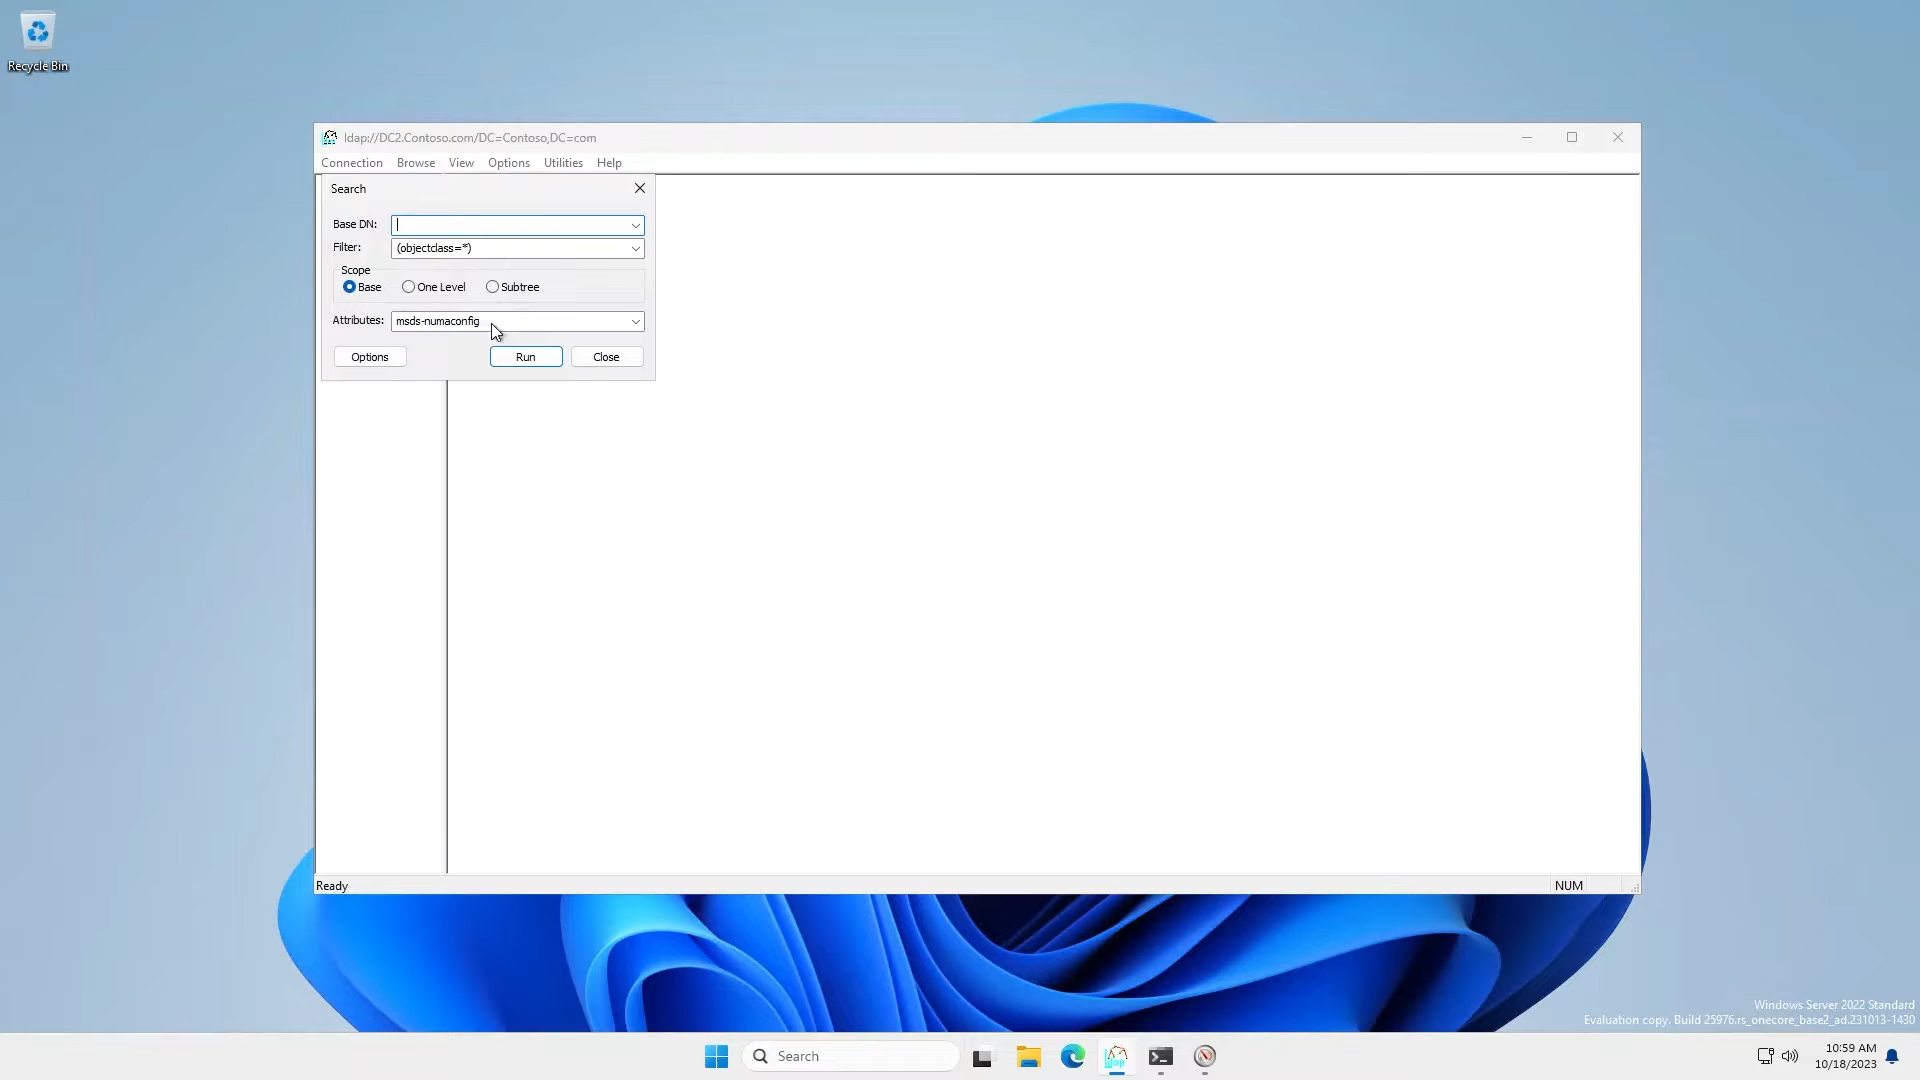 Recycle Bin
ldap://DC2.Contoso.com/DC=Contoso,DC=com
Connection Browse View Options Utilities Help
Search
Base DN:
Filter: (objectclass=*)
Scope
Base One Level Subtree
Attributes: msds-numaconfig
Options Run Close
Ready NUM
Windows Server 2022 Standard
Evaluation copy. Build 25976.rs_onecore_base2_ad.231013-1430
Search
10:59 AM
10/18/2023